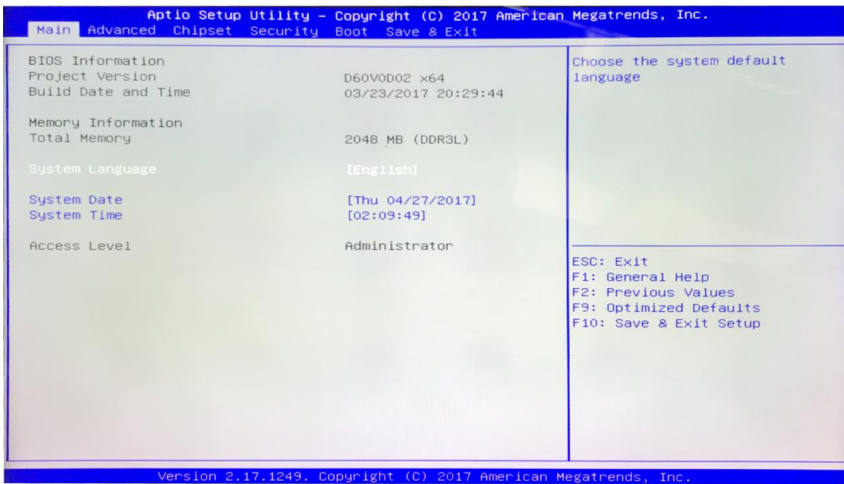 Aptio Setup Utility – Copyright (C) 2017 American Megatrends, Inc.
Main Advanced Chipset Security Boot Save & Exit
BIOS Information
Project Version D60V0D02 x64
Build Date and Time 03/23/2017 20:29:44
Memory Information
Total Memory 2048 MB (DDR3L)
System Language [English]
System Date [Thu 04/27/2017]
System Time [02:09:49]
Access Level Administrator
Choose the system default
language
ESC: Exit
F1: General Help
F2: Previous Values
F9: Optimized Defaults
F10: Save & Exit Setup
Version 2.17.1249. Copyright (C) 2017 American Megatrends, Inc.